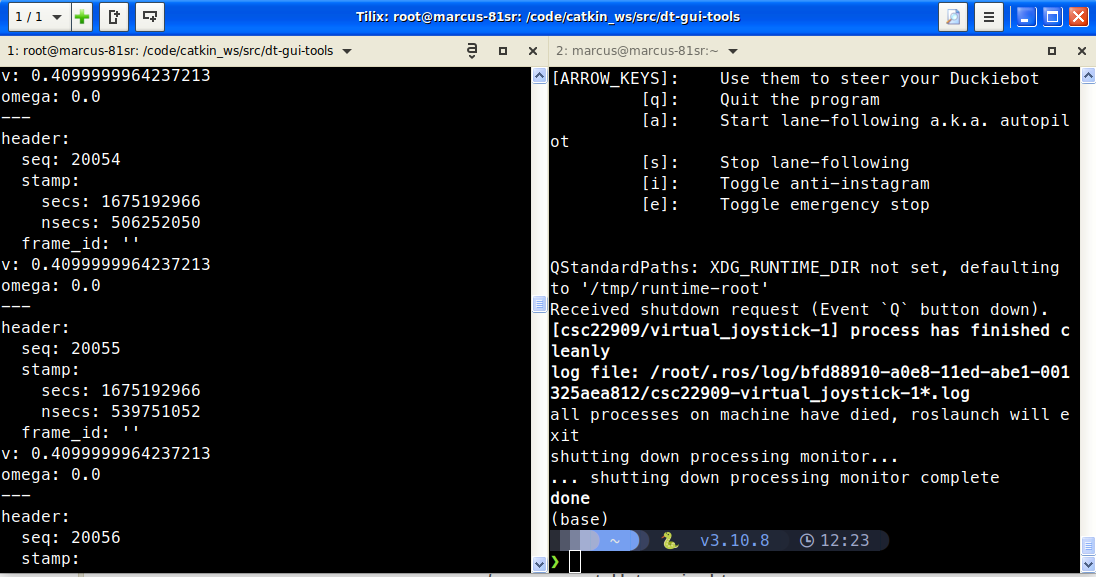 1 / 1
Tilix: root@marcus-81sr: /code/catkin_ws/src/dt-gui-tools
1: root@marcus-81sr: /code/catkin_ws/src/dt-gui-tools
v: 0.4099999964237213
omega: 0.0
---
header:
  seq: 20054
  stamp:
    secs: 1675192966
    nsecs: 506252050
  frame_id: ''
v: 0.4099999964237213
omega: 0.0
---
header:
  seq: 20055
  stamp:
    secs: 1675192966
    nsecs: 539751052
  frame_id: ''
v: 0.4099999964237213
omega: 0.0
---
header:
  seq: 20056
  stamp:
2: marcus@marcus-81sr:~
[ARROW_KEYS]:    Use them to steer your Duckiebot
         [q]:    Quit the program
         [a]:    Start lane-following a.k.a. autopil
ot
         [s]:    Stop lane-following
         [i]:    Toggle anti-instagram
         [e]:    Toggle emergency stop
QStandardPaths: XDG_RUNTIME_DIR not set, defaulting
to '/tmp/runtime-root'
Received shutdown request (Event `Q` button down).
[csc22909/virtual_joystick-1] process has finished c
leanly
log file: /root/.ros/log/bfd88910-a0e8-11ed-abe1-001
325aea812/csc22909-virtual_joystick-1*.log
all processes on machine have died, roslaunch will e
xit
shutting down processing monitor...
... shutting down processing monitor complete
done
(base)
~ v3.10.8 12:23
❯